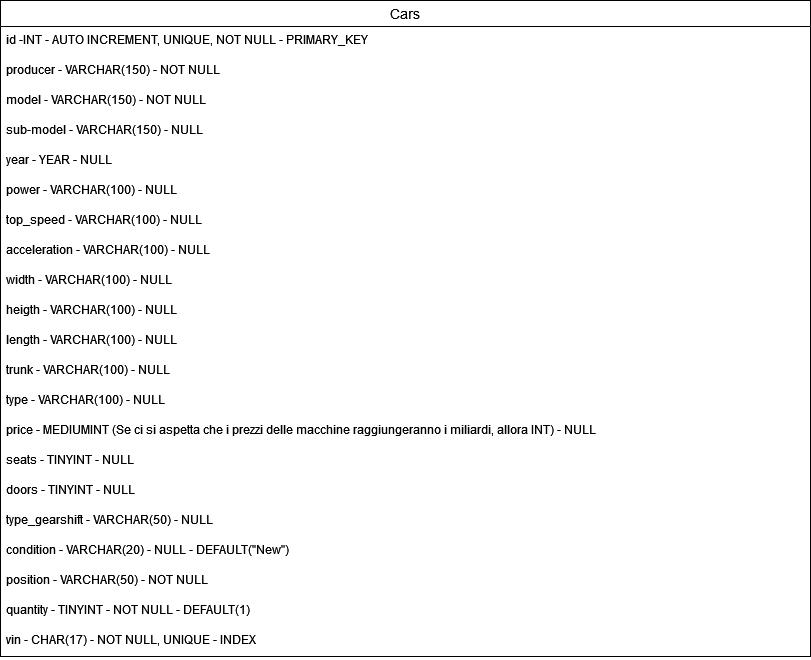 Cars
id -INT - AUTO INCREMENT, UNIQUE, NOT NULL - PRIMARY_KEY
producer - VARCHAR(150) - NOT NULL
model - VARCHAR(150) - NOT NULL
sub-model - VARCHAR(150) - NULL
year - YEAR - NULL
power - VARCHAR(100) - NULL
top_speed - VARCHAR(100) - NULL
acceleration - VARCHAR(100) - NULL
width - VARCHAR(100) - NULL
heigth - VARCHAR(100) - NULL
length - VARCHAR(100) - NULL
trunk - VARCHAR(100) - NULL
type - VARCHAR(100) - NULL
price - MEDIUMINT (Se ci si aspetta che i prezzi delle macchine raggiungeranno i miliardi, allora INT) - NULL
seats - TINYINT - NULL
doors - TINYINT - NULL
type_gearshift - VARCHAR(50) - NULL
condition - VARCHAR(20) - NULL - DEFAULT("New")
position - VARCHAR(50) - NOT NULL
quantity - TINYINT - NOT NULL - DEFAULT(1)
vin - CHAR(17) - NOT NULL, UNIQUE - INDEX